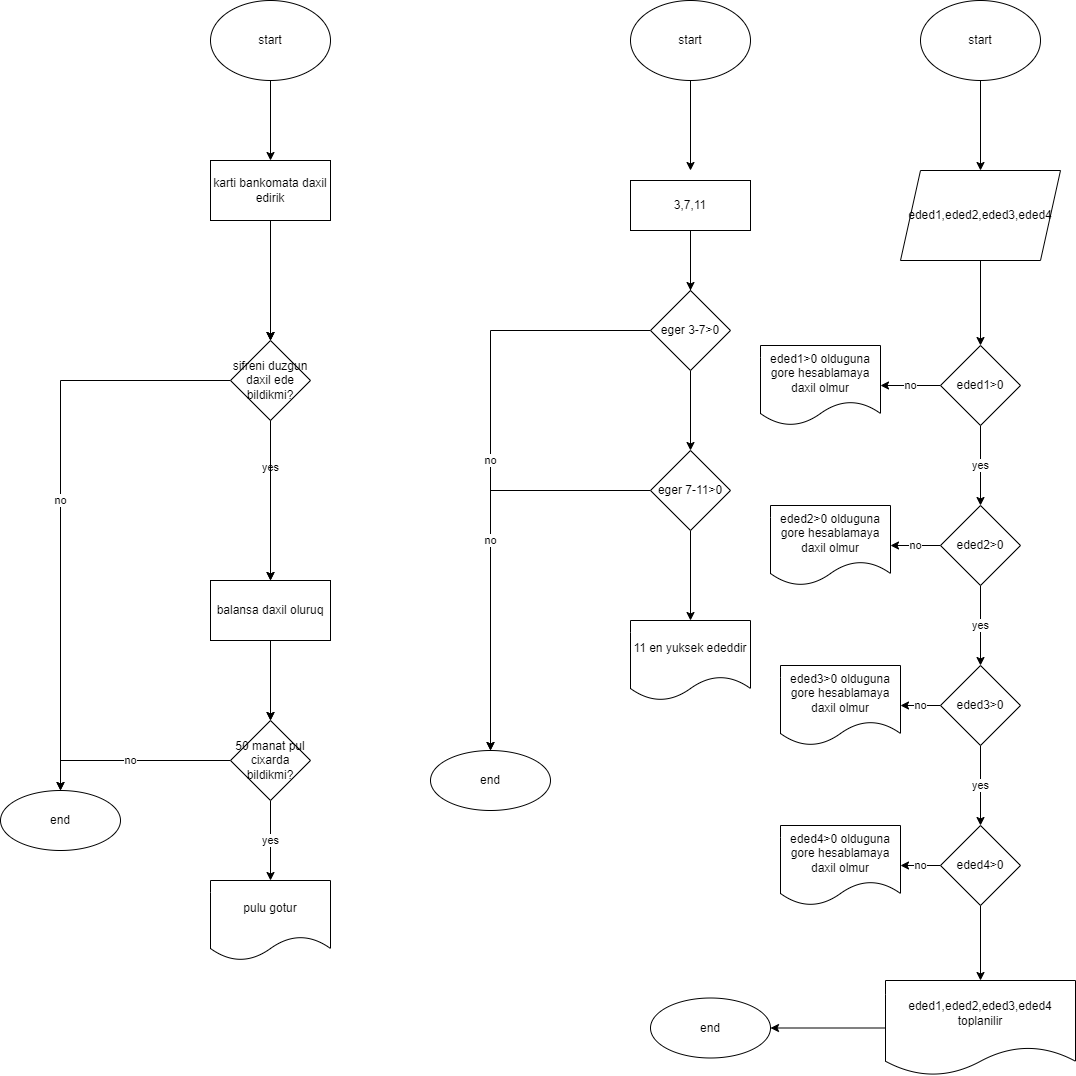 start
karti bankomata daxil
edirik
sifreni duzgun
daxil ede
bildikmi?
yes
no
balansa daxil oluruq
50 manat pul
cixarda
bildikmi?
no
end
yes
pulu gotur
start
3,7,11
eger 3-7>0
no
eger 7-11>0
no
11 en yuksek ededdir
end
start
eded1,eded2,eded3,eded4
eded1>0
no
eded1>0 olduguna
gore hesablamaya
daxil olmur
yes
eded2>0
no
eded2>0 olduguna
gore hesablamaya
daxil olmur
yes
eded3>0
no
eded3>0 olduguna
gore hesablamaya
daxil olmur
yes
eded4>0
no
eded4>0 olduguna
gore hesablamaya
daxil olmur
eded1,eded2,eded3,eded4
toplanilir
end